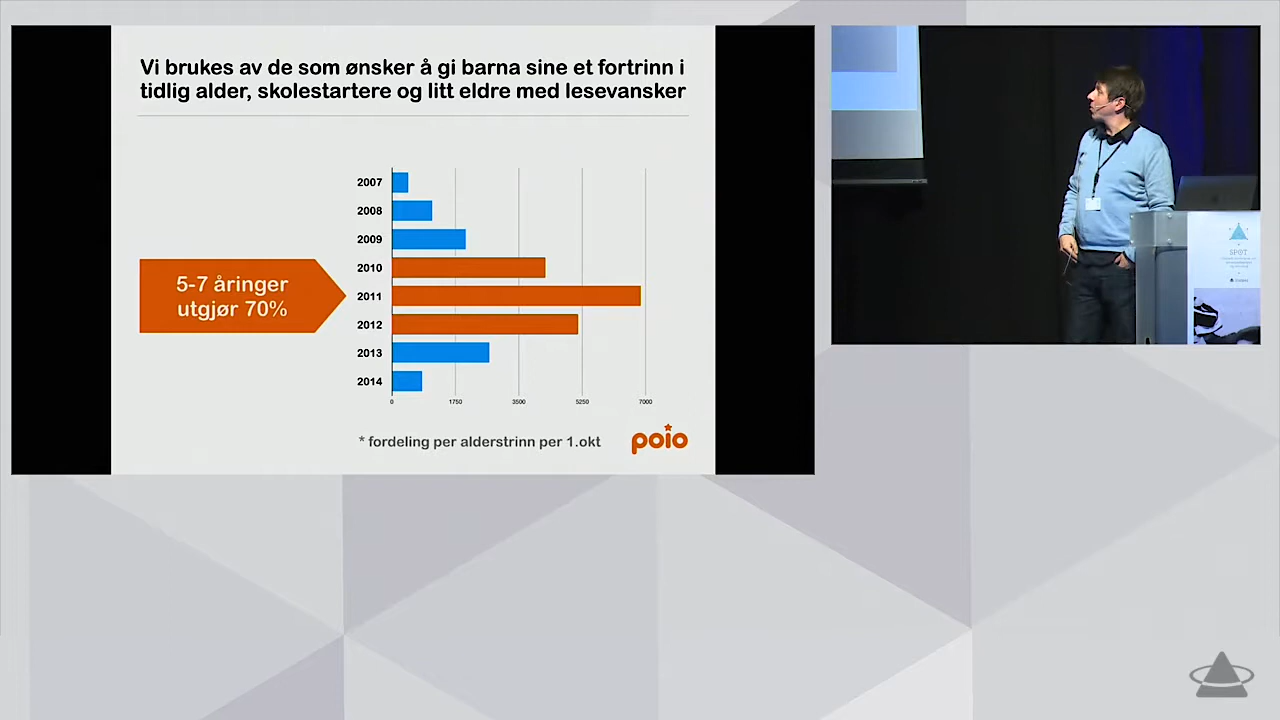 Vi brukes av de som ønsker å gi barna sine et fortrinn i
tidlig alder, skolestartere og litt eldre med lesevansker
5-7 åringer
utgjør 70%
2007
2008
2009
2010
2011
2012
2013
2014
0 1750 3500 5250 7000
* fordeling per alderstrinn per 1.okt
poio
SPOT